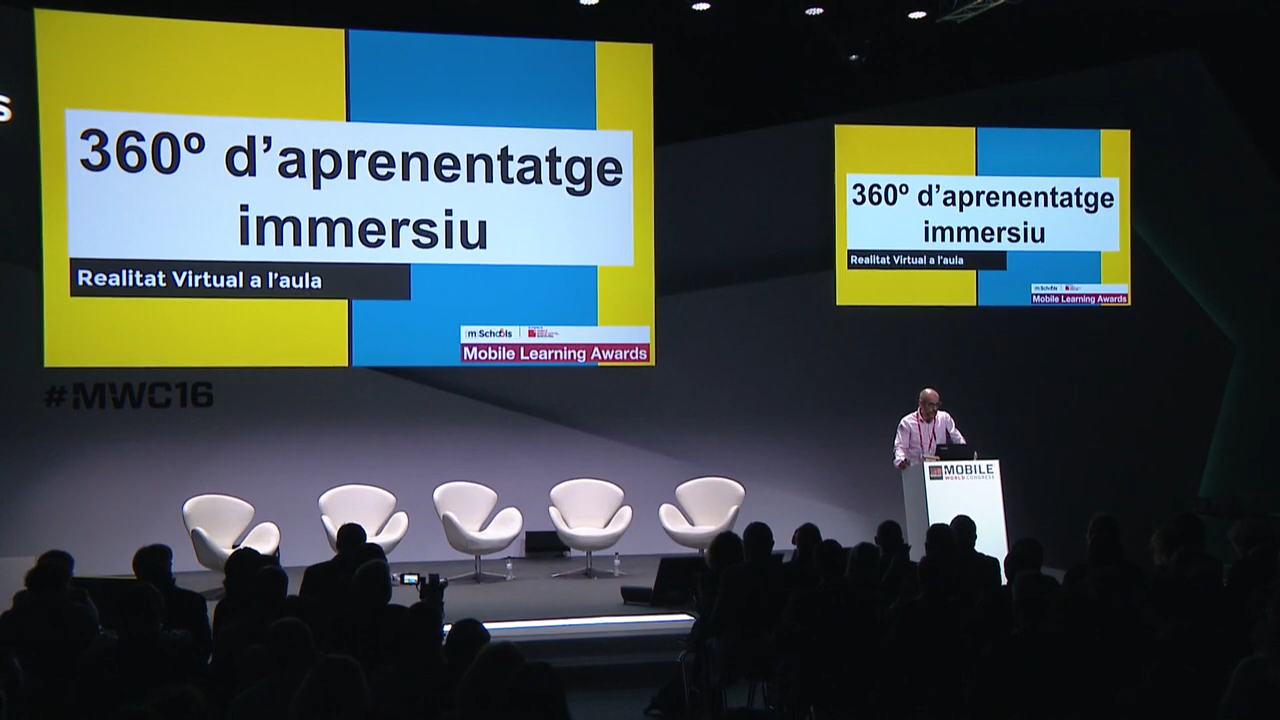 s
360º d’aprenentatge
immersiu
Realitat Virtual a l’aula
mSchools
Mobile Learning Awards
#MWC16
360º d’aprenentatge
immersiu
Realitat Virtual a l’aula
mSchools
Mobile Learning Awards
MOBILE
WORLD CONGRESS